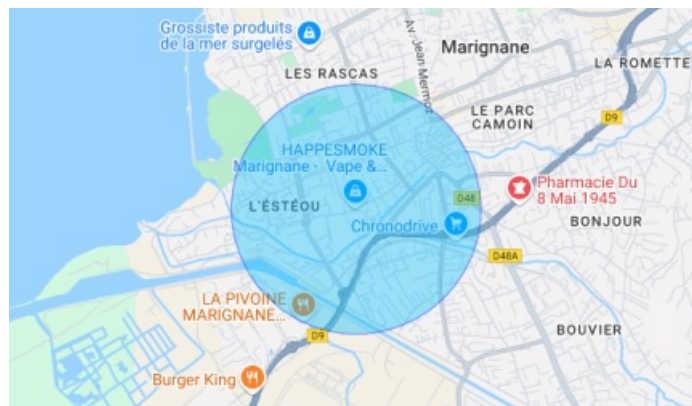 Grossiste produits
de la mer surgelés
Marignane
Av. Jean Mermoz
LA ROMETTE
LES RASCAS
LE PARC
CAMOIN
D9
HAPPESMOKE
Marignane - Vape &...
Pharmacie Du
8 Mai 1945
D48
L'ÉSTÉOU
Chronodrive
BONJOUR
D48A
LA PIVOINE
MARIGNANE...
D9
BOUVIER
Burger King